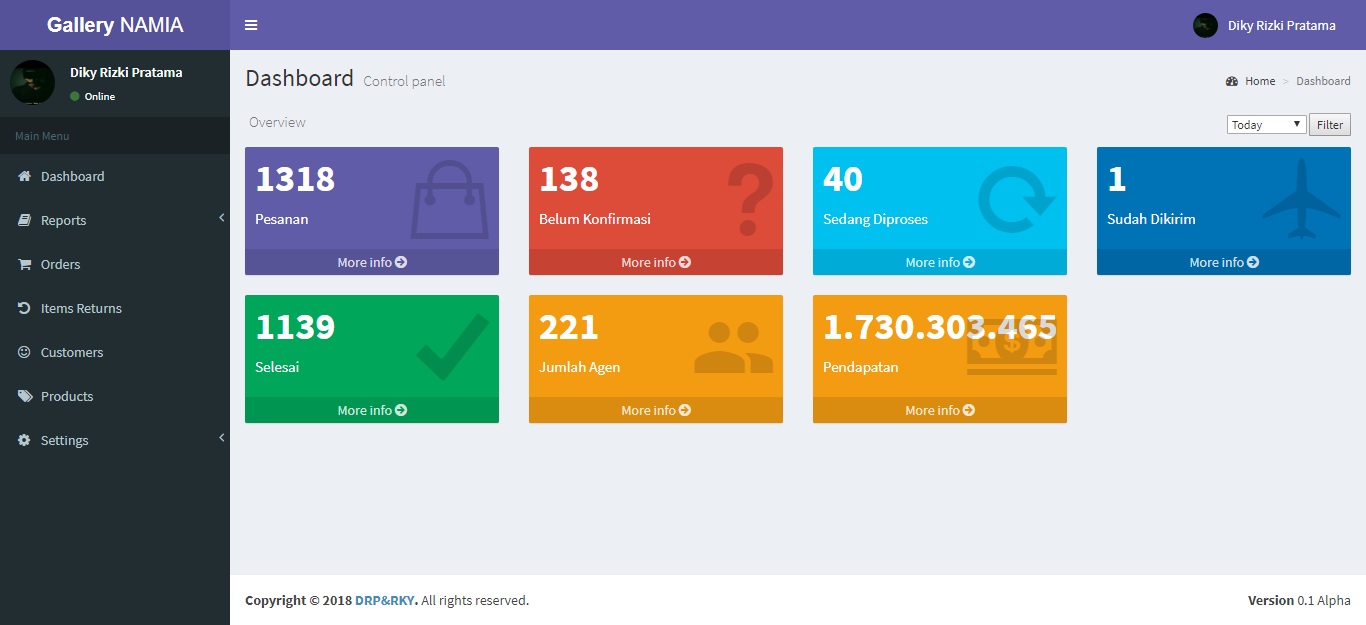 Gallery NAMIA
Diky Rizki Pratama
Diky Rizki Pratama
Online
Main Menu
Dashboard
Reports
Orders
Items Returns
Customers
Products
Settings
Dashboard Control panel
Home > Dashboard
Overview
Today
Filter
1318
Pesanan
More info
138
Belum Konfirmasi
More info
40
Sedang Diproses
More info
1
Sudah Dikirim
More info
1139
Selesai
More info
221
Jumlah Agen
More info
1.730.303.465
Pendapatan
More info
Copyright © 2018 DRP&RKY. All rights reserved.
Version 0.1 Alpha